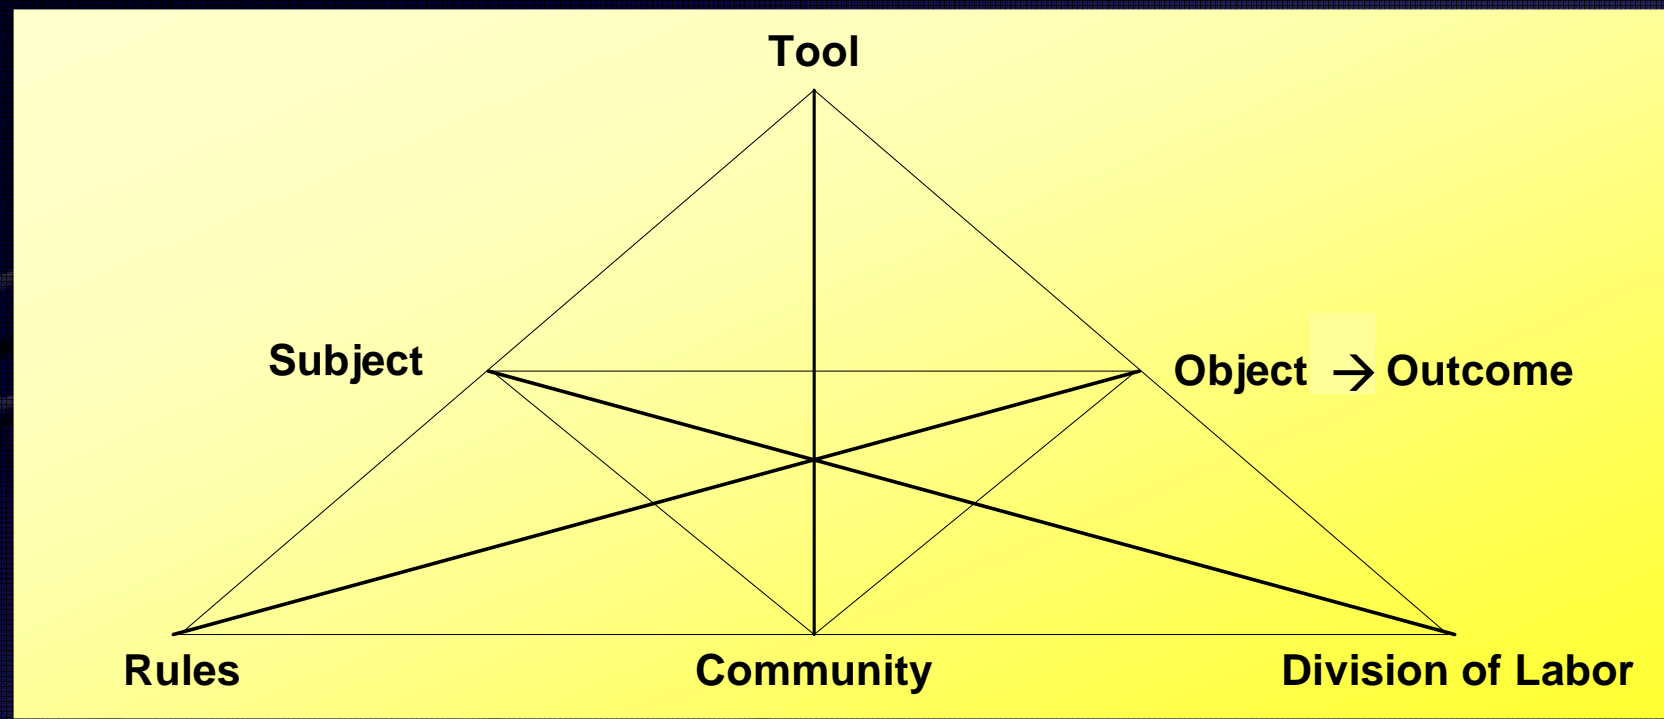 Tool
Subject
Object → Outcome
Rules
Community
Division of Labor